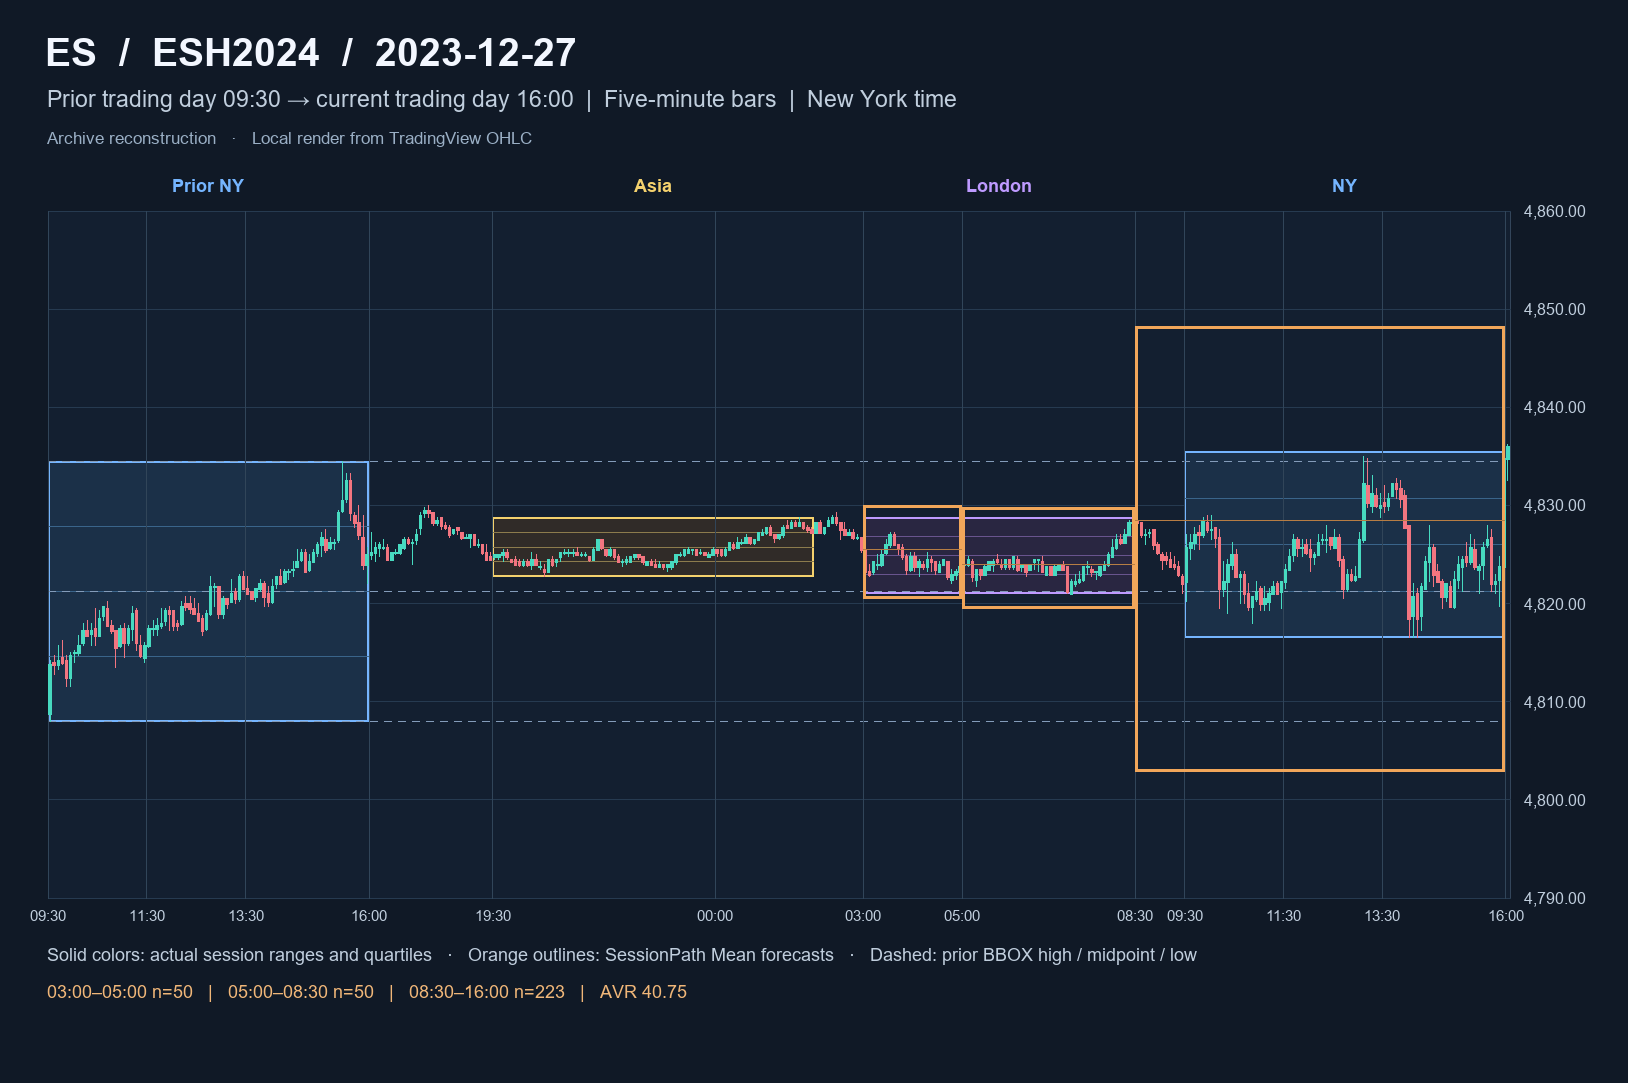 ES / ESH2024 / 2023-12-27
Prior trading day 09:30 → current trading day 16:00 | Five-minute bars | New York time
Archive reconstruction · Local render from TradingView OHLC
Prior NY Asia London NY
4,860.00
4,850.00
4,840.00
4,830.00
4,820.00
4,810.00
4,800.00
4,790.00
09:30 11:30 13:30 16:00 19:30 00:00 03:00 05:00 08:30 09:30 11:30 13:30 16:00
Solid colors: actual session ranges and quartiles · Orange outlines: SessionPath Mean forecasts · Dashed: prior BBOX high / midpoint / low
03:00–05:00 n=50 | 05:00–08:30 n=50 | 08:30–16:00 n=223 | AVR 40.75